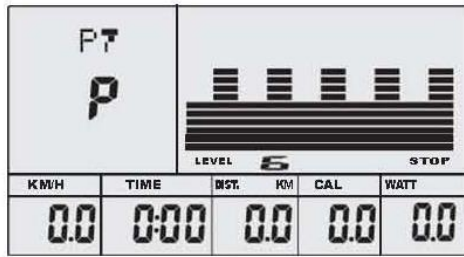 P7
P
LEVEL 6 STOP
KM/H TIME DIST. KM CAL WATT
0.0 0:00 0.0 0.0 0.0